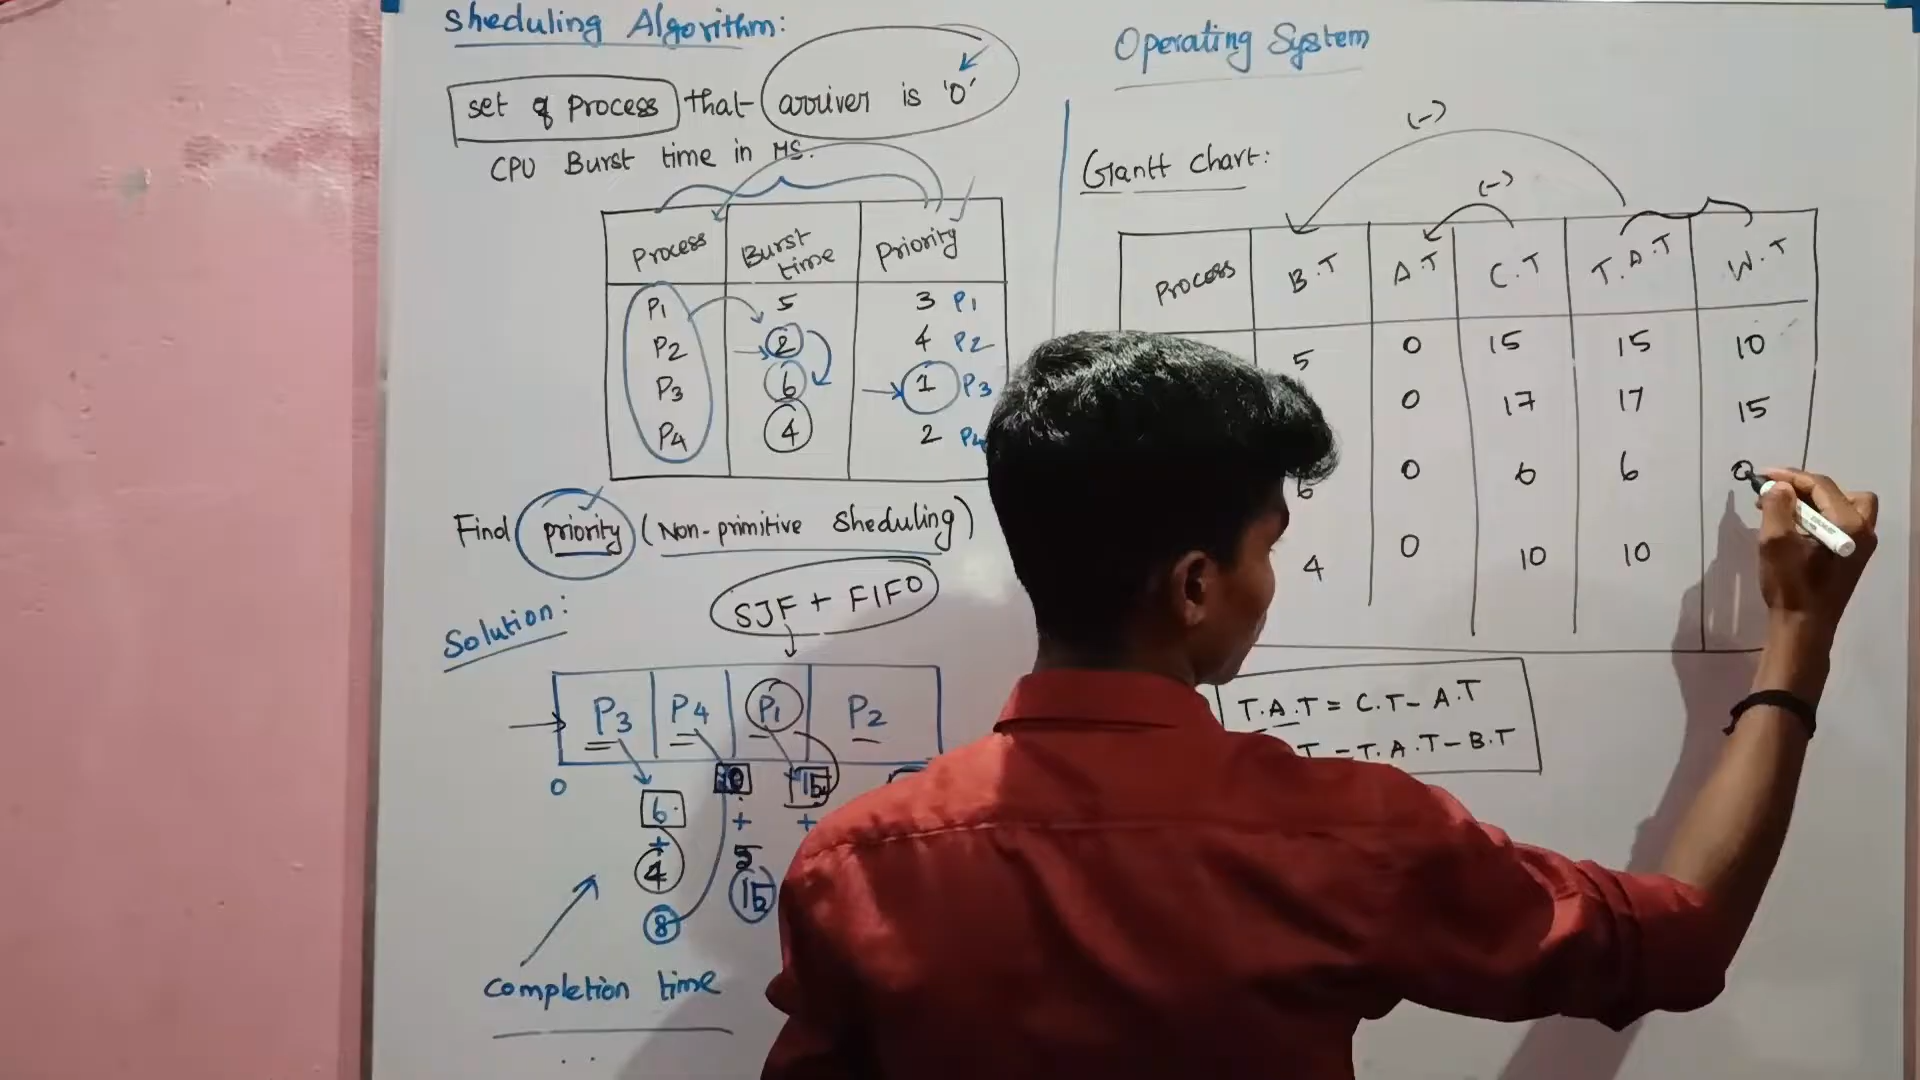 Sheduling Algorithm:
set of process that arriver is '0'
CPU Burst time in MS.
Process Burst time Priority
P1 5 3 P1
P2 2 4 P2
P3 6 1 P3
P4 4 2 P4
Find priority (Non-primitive sheduling)
SJF + FIFO
Solution:
P3 P4 P1 P2
0 6 10 15
+ + +
4 5
8 15
Completion time
Operating System
(-)
Gantt chart:
(-)
Process B.T A.T C.T T.A.T W.T
5 0 15 15 10
0 17 17 15
6 0 6 6 0
4 0 10 10
T.A.T = C.T - A.T
T = T.A.T - B.T